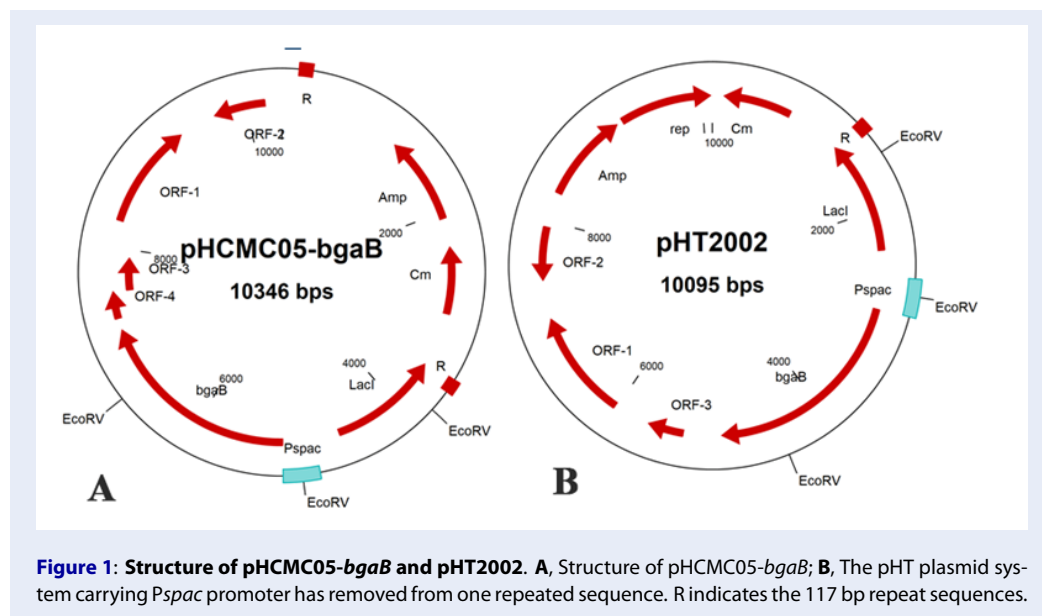 R
ORF-2
10000
ORF-1
Amp
2000
pHCMC05-bgaB
8000
ORF-3
10346 bps
Cm
ORF-4
4000
R
6000
LacI
bgaB
EcoRV
EcoRV
Pspac
A
EcoRV
rep
Cm
10000
R
EcoRV
Amp
LacI
2000
8000
pHT2002
ORF-2
10095 bps
Pspac
EcoRV
ORF-1
4000
6000
bgaB
ORF-3
B
EcoRV
Figure 1: Structure of pHCMC05-bgaB and pHT2002. A, Structure of pHCMC05-bgaB; B, The pHT plasmid sys-
tem carrying Pspac promoter has removed from one repeated sequence. R indicates the 117 bp repeat sequences.